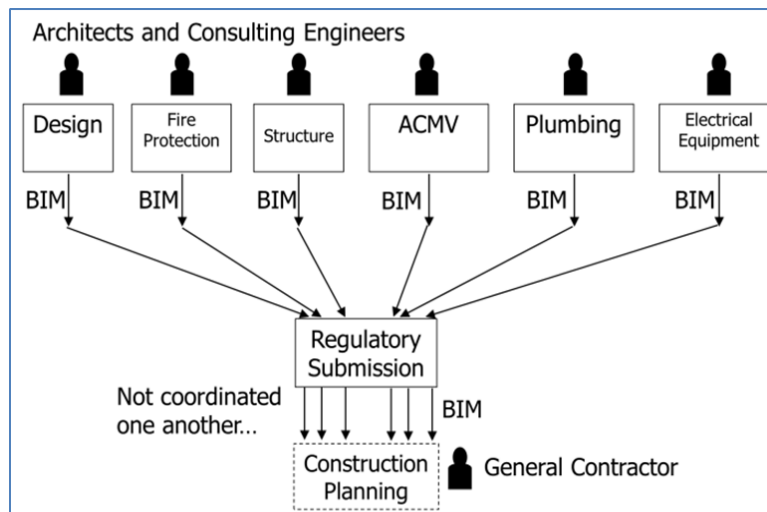 Architects and Consulting Engineers
Design
Fire
Protection
Structure
ACMV
Plumbing
Electrical
Equipment
BIM
BIM
BIM
BIM
BIM
BIM
Regulatory
Submission
Not coordinated
one another...
BIM
Construction
Planning
General Contractor